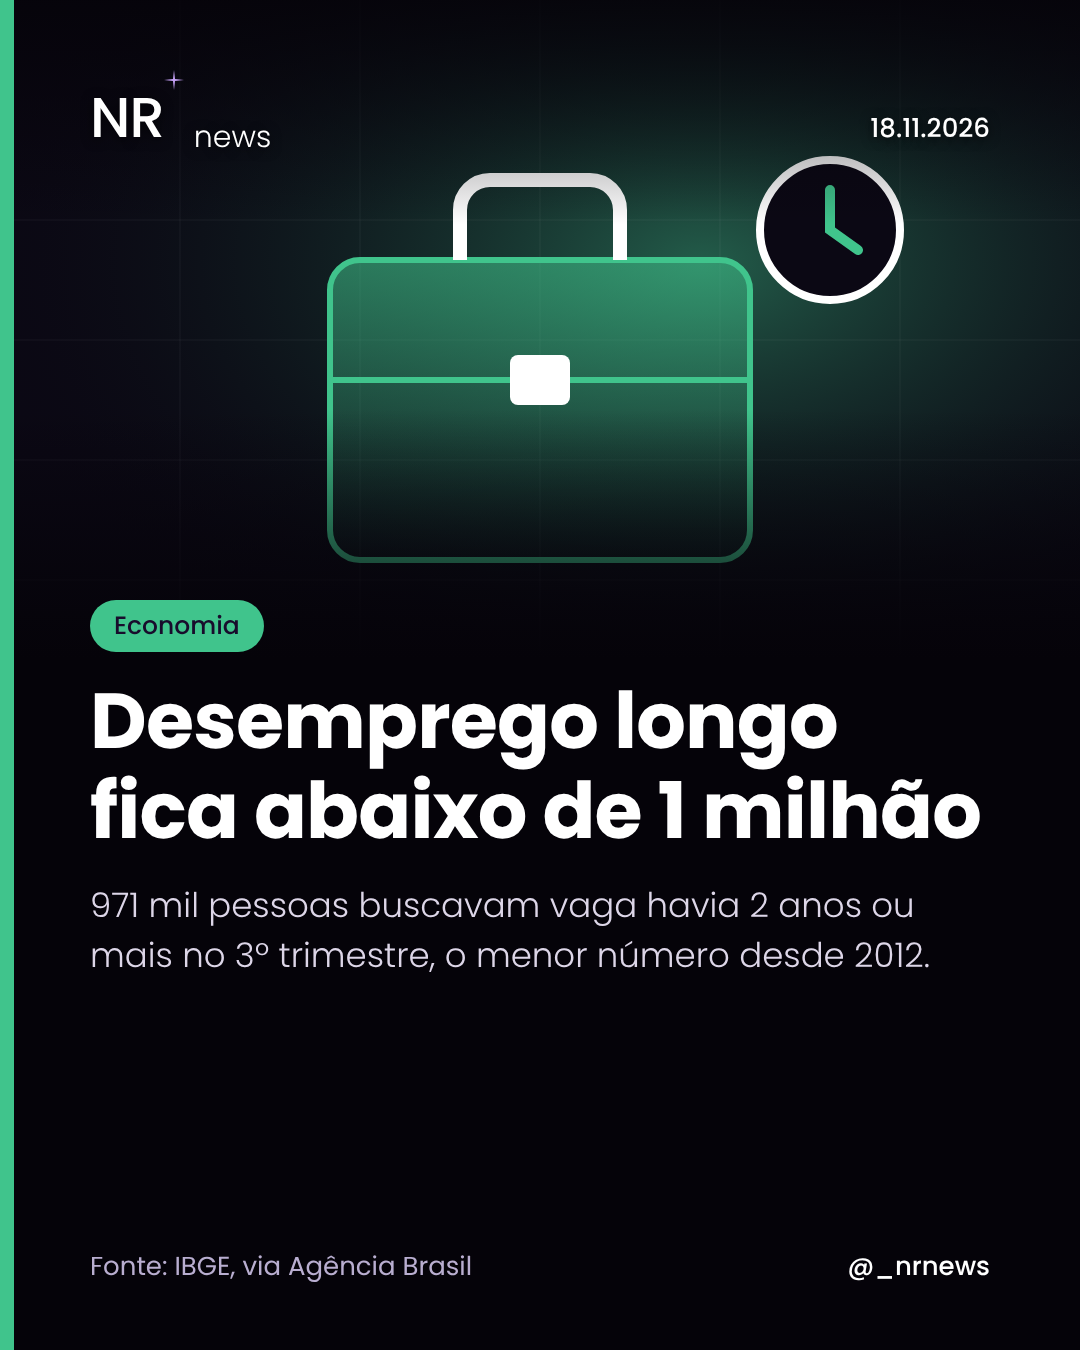 NR news
18.11.2026
Economia
Desemprego longo
fica abaixo de 1 milhão
971 mil pessoas buscavam vaga havia 2 anos ou
mais no 3º trimestre, o menor número desde 2012.
Fonte: IBGE, via Agência Brasil
@_nrnews